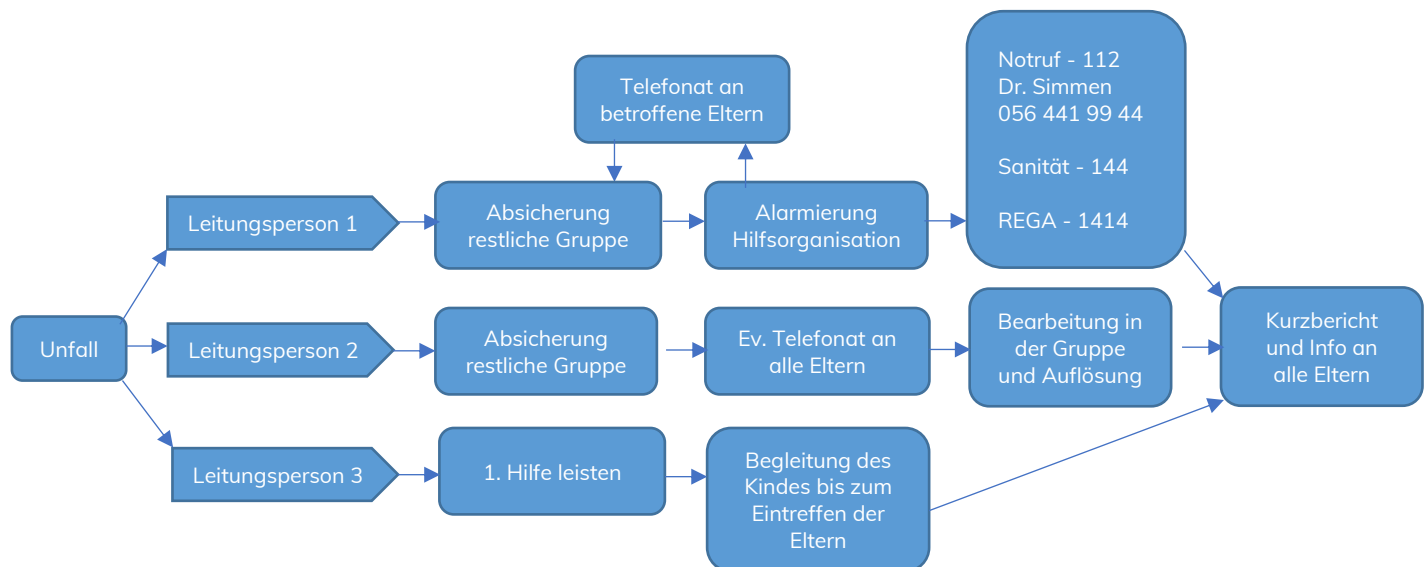 Telefonat an
betroffene Eltern
Notruf - 112
Dr. Simmen
056 441 99 44
Sanität - 144
REGA - 1414
Leitungsperson 1
Absicherung
restliche Gruppe
Alarmierung
Hilfsorganisation
Unfall
Leitungsperson 2
Absicherung
restliche Gruppe
Ev. Telefonat an
alle Eltern
Bearbeitung in
der Gruppe
und Auflösung
Kurzbericht
und Info an
alle Eltern
Leitungsperson 3
1. Hilfe leisten
Begleitung des
Kindes bis zum
Eintreffen der
Eltern